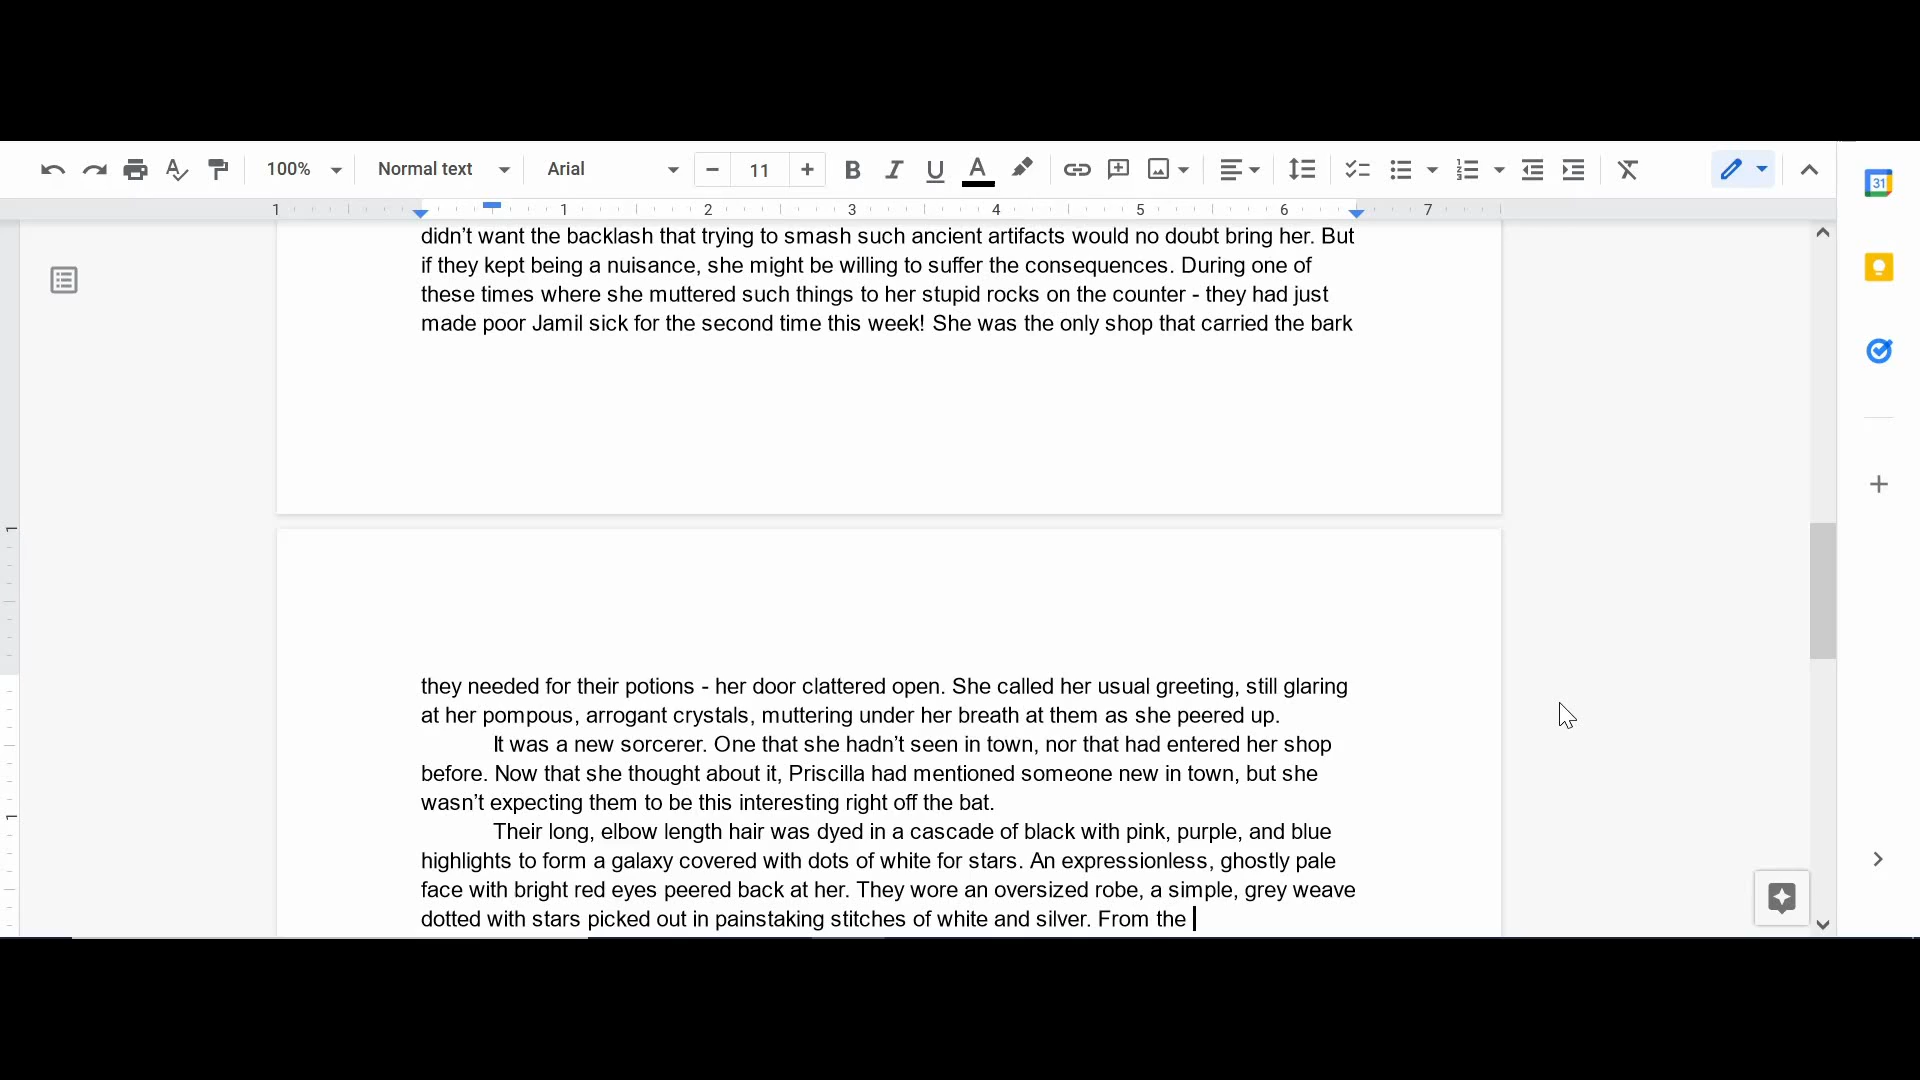 100% Normal text Arial 11 B I U A
31
1 1 2 3 4 5 6 7
didn’t want the backlash that trying to smash such ancient artifacts would no doubt bring her. But
if they kept being a nuisance, she might be willing to suffer the consequences. During one of
these times where she muttered such things to her stupid rocks on the counter - they had just
made poor Jamil sick for the second time this week! She was the only shop that carried the bark
1
they needed for their potions - her door clattered open. She called her usual greeting, still glaring
at her pompous, arrogant crystals, muttering under her breath at them as she peered up.
It was a new sorcerer. One that she hadn’t seen in town, nor that had entered her shop
before. Now that she thought about it, Priscilla had mentioned someone new in town, but she
wasn’t expecting them to be this interesting right off the bat.
1
Their long, elbow length hair was dyed in a cascade of black with pink, purple, and blue
highlights to form a galaxy covered with dots of white for stars. An expressionless, ghostly pale
face with bright red eyes peered back at her. They wore an oversized robe, a simple, grey weave
dotted with stars picked out in painstaking stitches of white and silver. From the